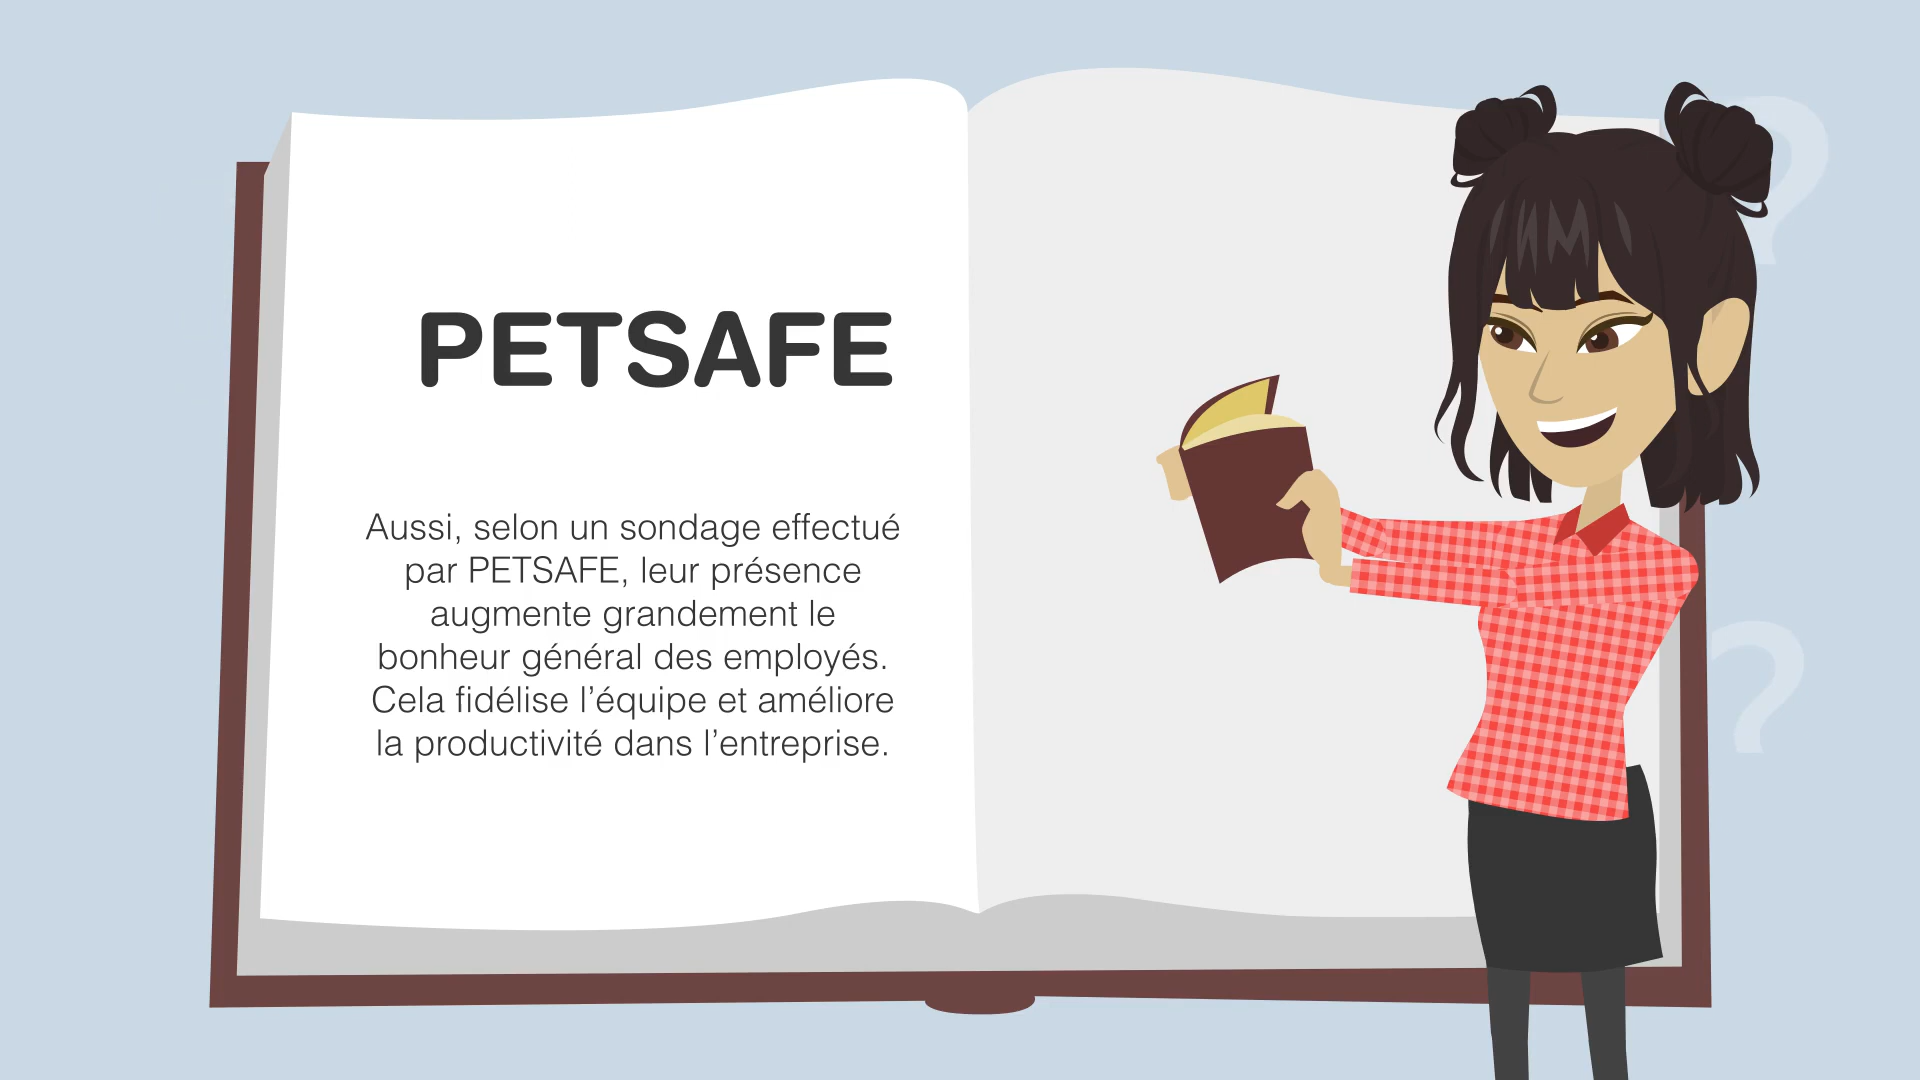 PETSAFE
Aussi, selon un sondage effectué
par PETSAFE, leur présence
augmente grandement le
bonheur général des employés.
Cela fidélise l’équipe et améliore
la productivité dans l’entreprise.
?
?